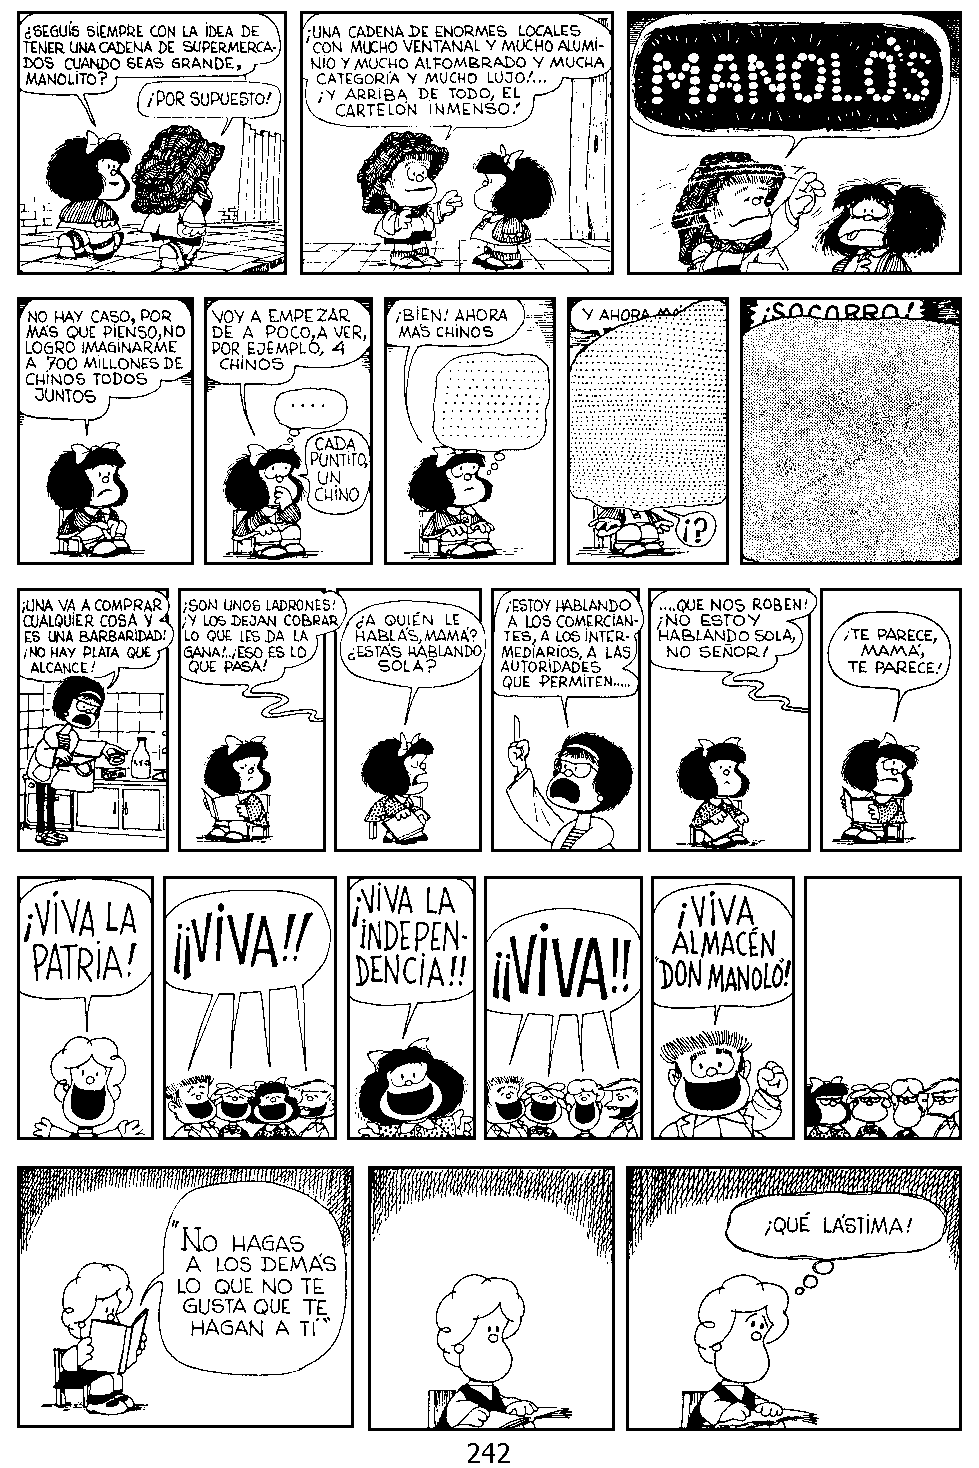 ¿SEGUÍS SIEMPRE CON LA IDEA DE
TENER UNA CADENA DE SUPERMERCA-
DOS CUANDO SEAS GRANDE,
MANOLITO?
¡POR SUPUESTO!
¡UNA CADENA DE ENORMES LOCALES
CON MUCHO VENTANAL Y MUCHO ALUMI-
NIO Y MUCHO ALFOMBRADO Y MUCHA
CATEGORÍA Y MUCHO LUJO!...
¡Y ARRIBA DE TODO, EL
CARTELÓN INMENSO!
MANOLO'S
NO HAY CASO, POR
MÁS QUE PIENSO, NO
LOGRO IMAGINARME
A 700 MILLONES DE
CHINOS TODOS
JUNTOS
VOY A EMPEZAR
DE A POCO, A VER,
POR EJEMPLO, 4
CHINOS
....
CADA
PUNTITO,
UN
CHINO
¡BIEN! AHORA
MÁS CHINOS
Y AHORA MÁS
¡?
¡SOCORRO!
¡UNA VA A COMPRAR
CUALQUIER COSA Y
ES UNA BARBARIDAD!
¡NO HAY PLATA QUE
ALCANCE!
¡SON UNOS LADRONES!
¡Y LOS DEJAN COBRAR
LO QUE LES DA LA
GANA!..¡ESO ES LO
QUE PASA!
¿A QUIÉN LE
HABLÁS, MAMÁ?
¿ESTÁS HABLANDO
SOLA?
¡ESTOY HABLANDO
A LOS COMERCIAN-
TES, A LOS INTER-
MEDIARIOS, A LAS
AUTORIDADES
QUE PERMITEN.....
....QUE NOS ROBEN!
¡NO ESTOY
HABLANDO SOLA,
NO SEÑOR!
¡TE PARECE,
MAMÁ,
TE PARECE!
¡VIVA LA
PATRIA!
¡¡VIVA!!
¡VIVA LA
INDEPEN-
DENCIA!!
¡¡VIVA!!
¡VIVA
ALMACÉN
"DON MANOLO"!
"NO HAGAS
A LOS DEMÁS
LO QUE NO TE
GUSTA QUE TE
HAGAN A TÍ"
¡QUÉ LÁSTIMA!
242